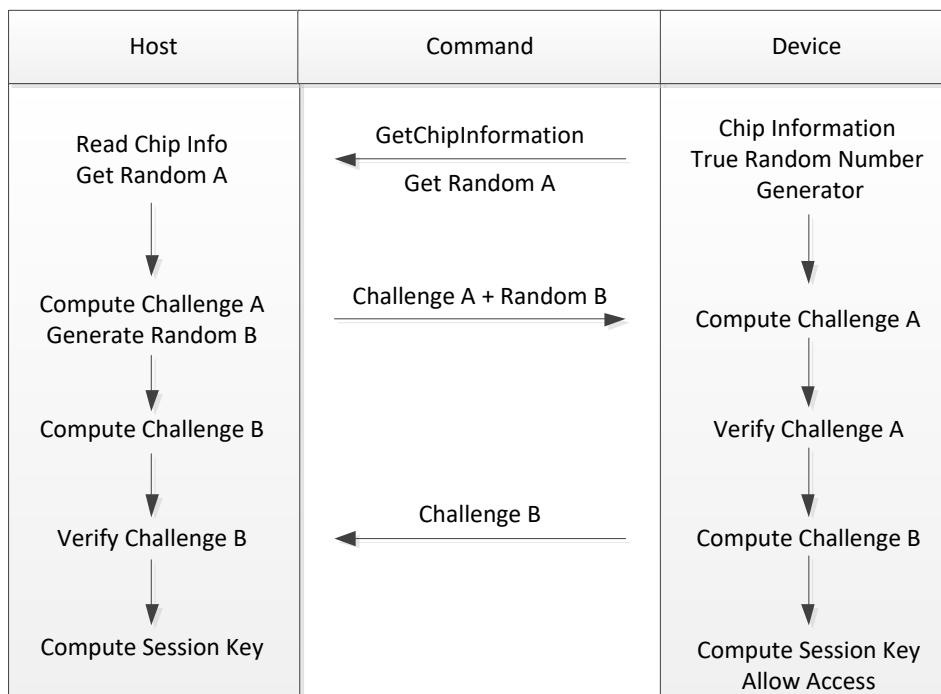 Host
Command
Device
Read Chip Info
Get Random A
GetChipInformation
Get Random A
Chip Information
True Random Number
Generator
Compute Challenge A
Generate Random B
Challenge A + Random B
Compute Challenge A
Compute Challenge B
Verify Challenge A
Verify Challenge B
Challenge B
Compute Challenge B
Compute Session Key
Compute Session Key
Allow Access